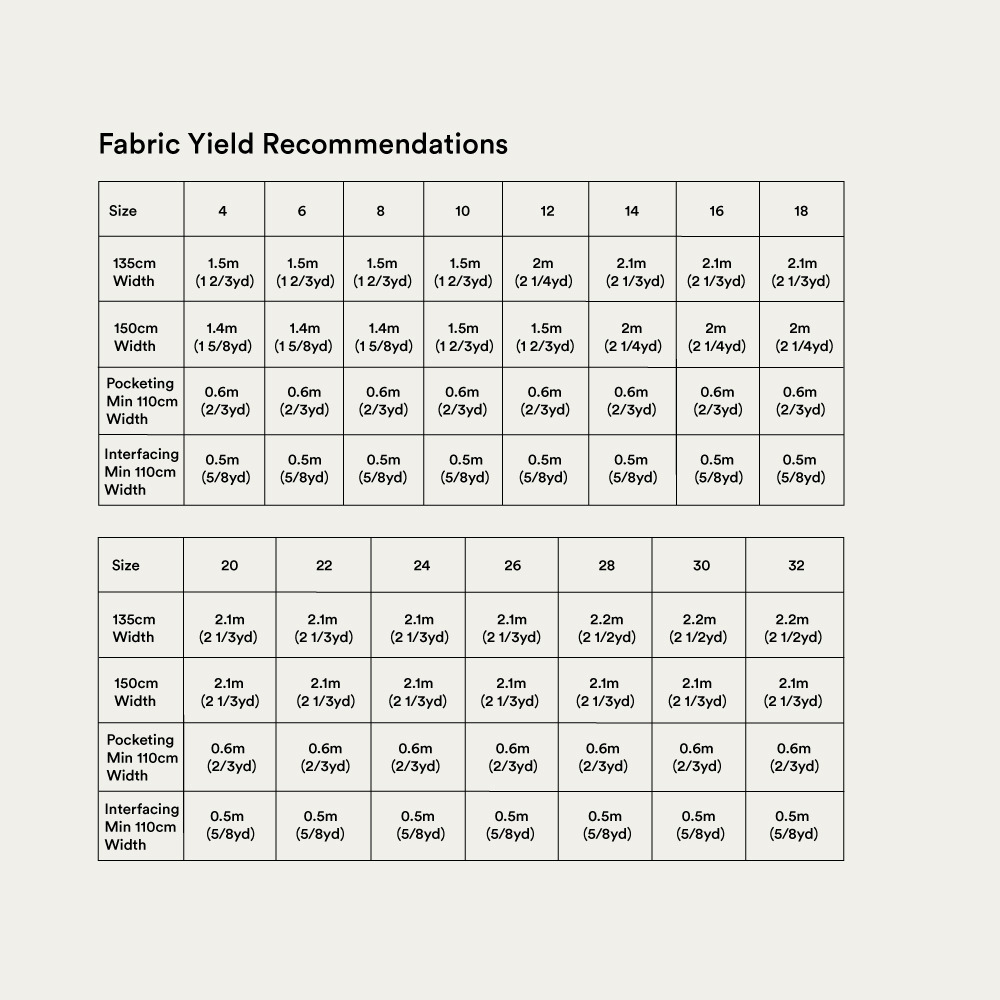 Fabric Yield Recommendations
Size 4 6 8 10 12 14 16 18
135cm 1.5m 1.5m 1.5m 1.5m 2m 2.1m 2.1m 2.1m
Width (1 2/3yd) (1 2/3yd) (1 2/3yd) (1 2/3yd) (2 1/4yd) (2 1/3yd) (2 1/3yd) (2 1/3yd)
150cm 1.4m 1.4m 1.4m 1.5m 1.5m 2m 2m 2m
Width (1 5/8yd) (1 5/8yd) (1 5/8yd) (1 2/3yd) (1 2/3yd) (2 1/4yd) (2 1/4yd) (2 1/4yd)
Pocketing
Min 110cm 0.6m 0.6m 0.6m 0.6m 0.6m 0.6m 0.6m 0.6m
Width (2/3yd) (2/3yd) (2/3yd) (2/3yd) (2/3yd) (2/3yd) (2/3yd) (2/3yd)
Interfacing
Min 110cm 0.5m 0.5m 0.5m 0.5m 0.5m 0.5m 0.5m 0.5m
Width (5/8yd) (5/8yd) (5/8yd) (5/8yd) (5/8yd) (5/8yd) (5/8yd) (5/8yd)
Size 20 22 24 26 28 30 32
135cm 2.1m 2.1m 2.1m 2.1m 2.2m 2.2m 2.2m
Width (2 1/3yd) (2 1/3yd) (2 1/3yd) (2 1/3yd) (2 1/2yd) (2 1/2yd) (2 1/2yd)
150cm 2.1m 2.1m 2.1m 2.1m 2.1m 2.1m 2.1m
Width (2 1/3yd) (2 1/3yd) (2 1/3yd) (2 1/3yd) (2 1/3yd) (2 1/3yd) (2 1/3yd)
Pocketing
Min 110cm 0.6m 0.6m 0.6m 0.6m 0.6m 0.6m 0.6m
Width (2/3yd) (2/3yd) (2/3yd) (2/3yd) (2/3yd) (2/3yd) (2/3yd)
Interfacing
Min 110cm 0.5m 0.5m 0.5m 0.5m 0.5m 0.5m 0.5m
Width (5/8yd) (5/8yd) (5/8yd) (5/8yd) (5/8yd) (5/8yd) (5/8yd)